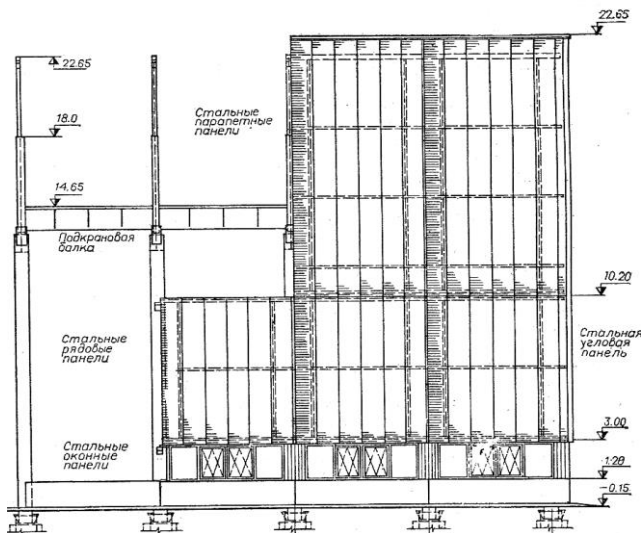 22.65
22.65
18.0
Стальные
парапетные
панели
14.65
Подкрановая
балка
10.20
Стальные
рядовые
панели
Стальная
угловая
панель
Стальные
оконные
панели
3.00
1.28
-0.15